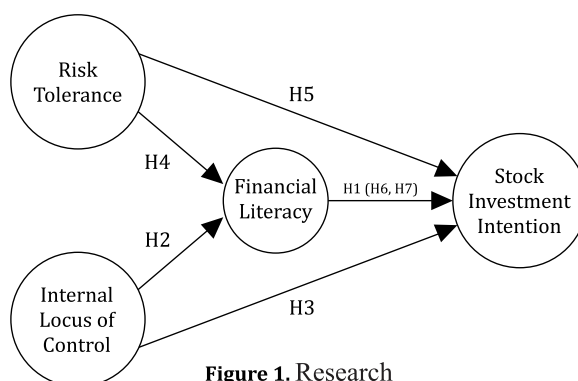 Risk
Tolerance
H5
H4
Financial
Literacy
H1 (H6, H7)
Stock
Investment
Intention
H2
Internal
Locus of
Control
H3
Figure 1. Research